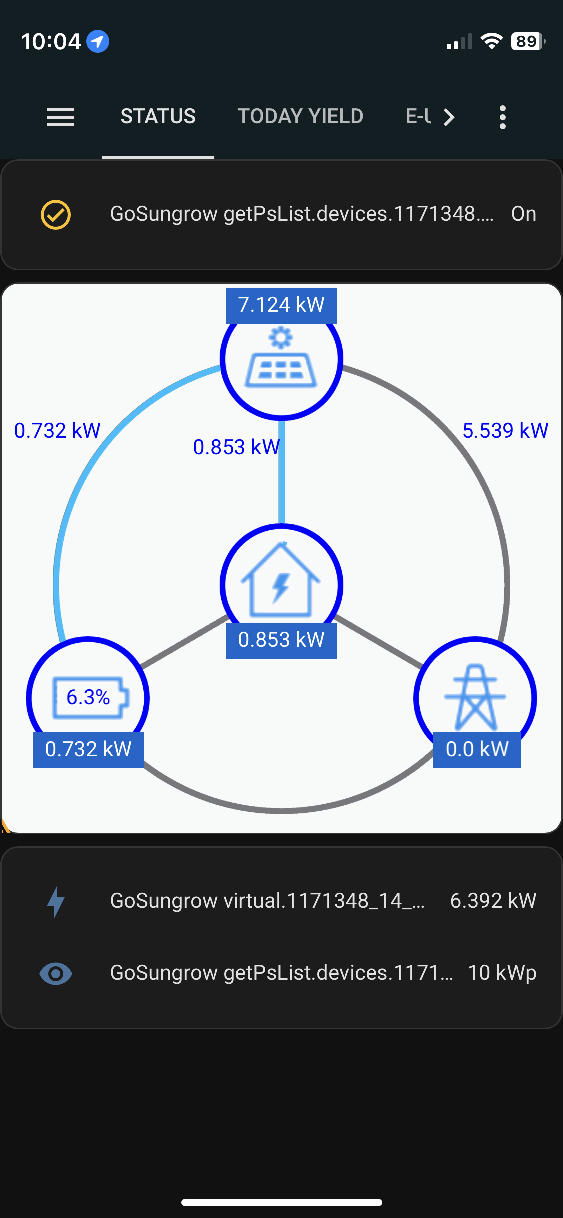 10:04
89
STATUS
TODAY YIELD
E-U
GoSungrow getPsList.devices.1171348....
On
7.124 kW
0.732 kW
0.853 kW
5.539 kW
0.853 kW
6.3%
0.732 kW
0.0 kW
GoSungrow virtual.1171348_14_...
6.392 kW
GoSungrow getPsList.devices.1171...
10 kWp